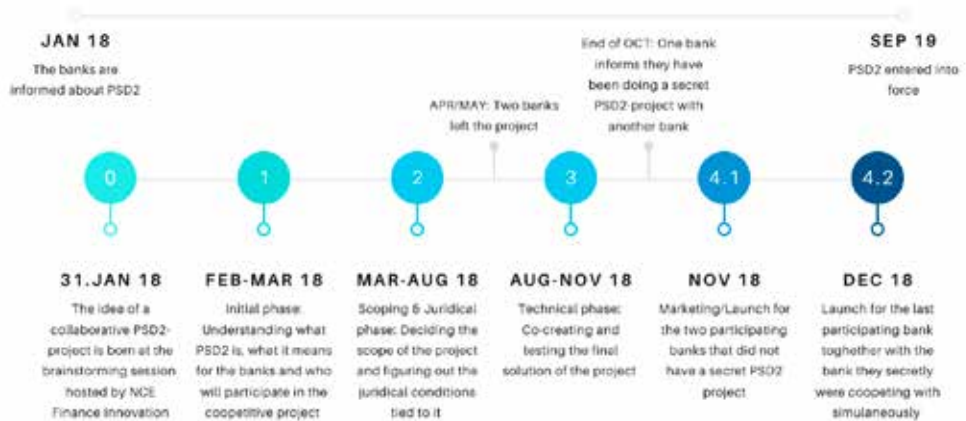 JAN 18
The banks are
informed about PSD2
APR/MAY: Two banks
left the project
End of OCT: One bank
informs they have
been doing a secret
PSD2-project with
another bank
SEP 19
PSD2 entered into
force
0
1
2
3
4.1
4.2
31.JAN 18
The idea of a
collaborative PSD2-
project is born at the
brainstorming session
hosted by NCE
Finance Innovation
FEB-MAR 18
Initial phase:
Understanding what
PSD2 is, what it means
for the banks and who
will participate in the
coopetitive project
MAR-AUG 18
Scoping & Juridical
phase: Deciding the
scope of the project
and figuring out the
juridical conditions
tied to it
AUG-NOV 18
Technical phase:
Co-creating and
testing the final
solution of the project
NOV 18
Marketing/Launch for
the two participating
banks that did not
have a secret PSD2
project
DEC 18
Launch for the last
participating bank
toghether with the
bank they secretly
were coopeting with
simulaneously